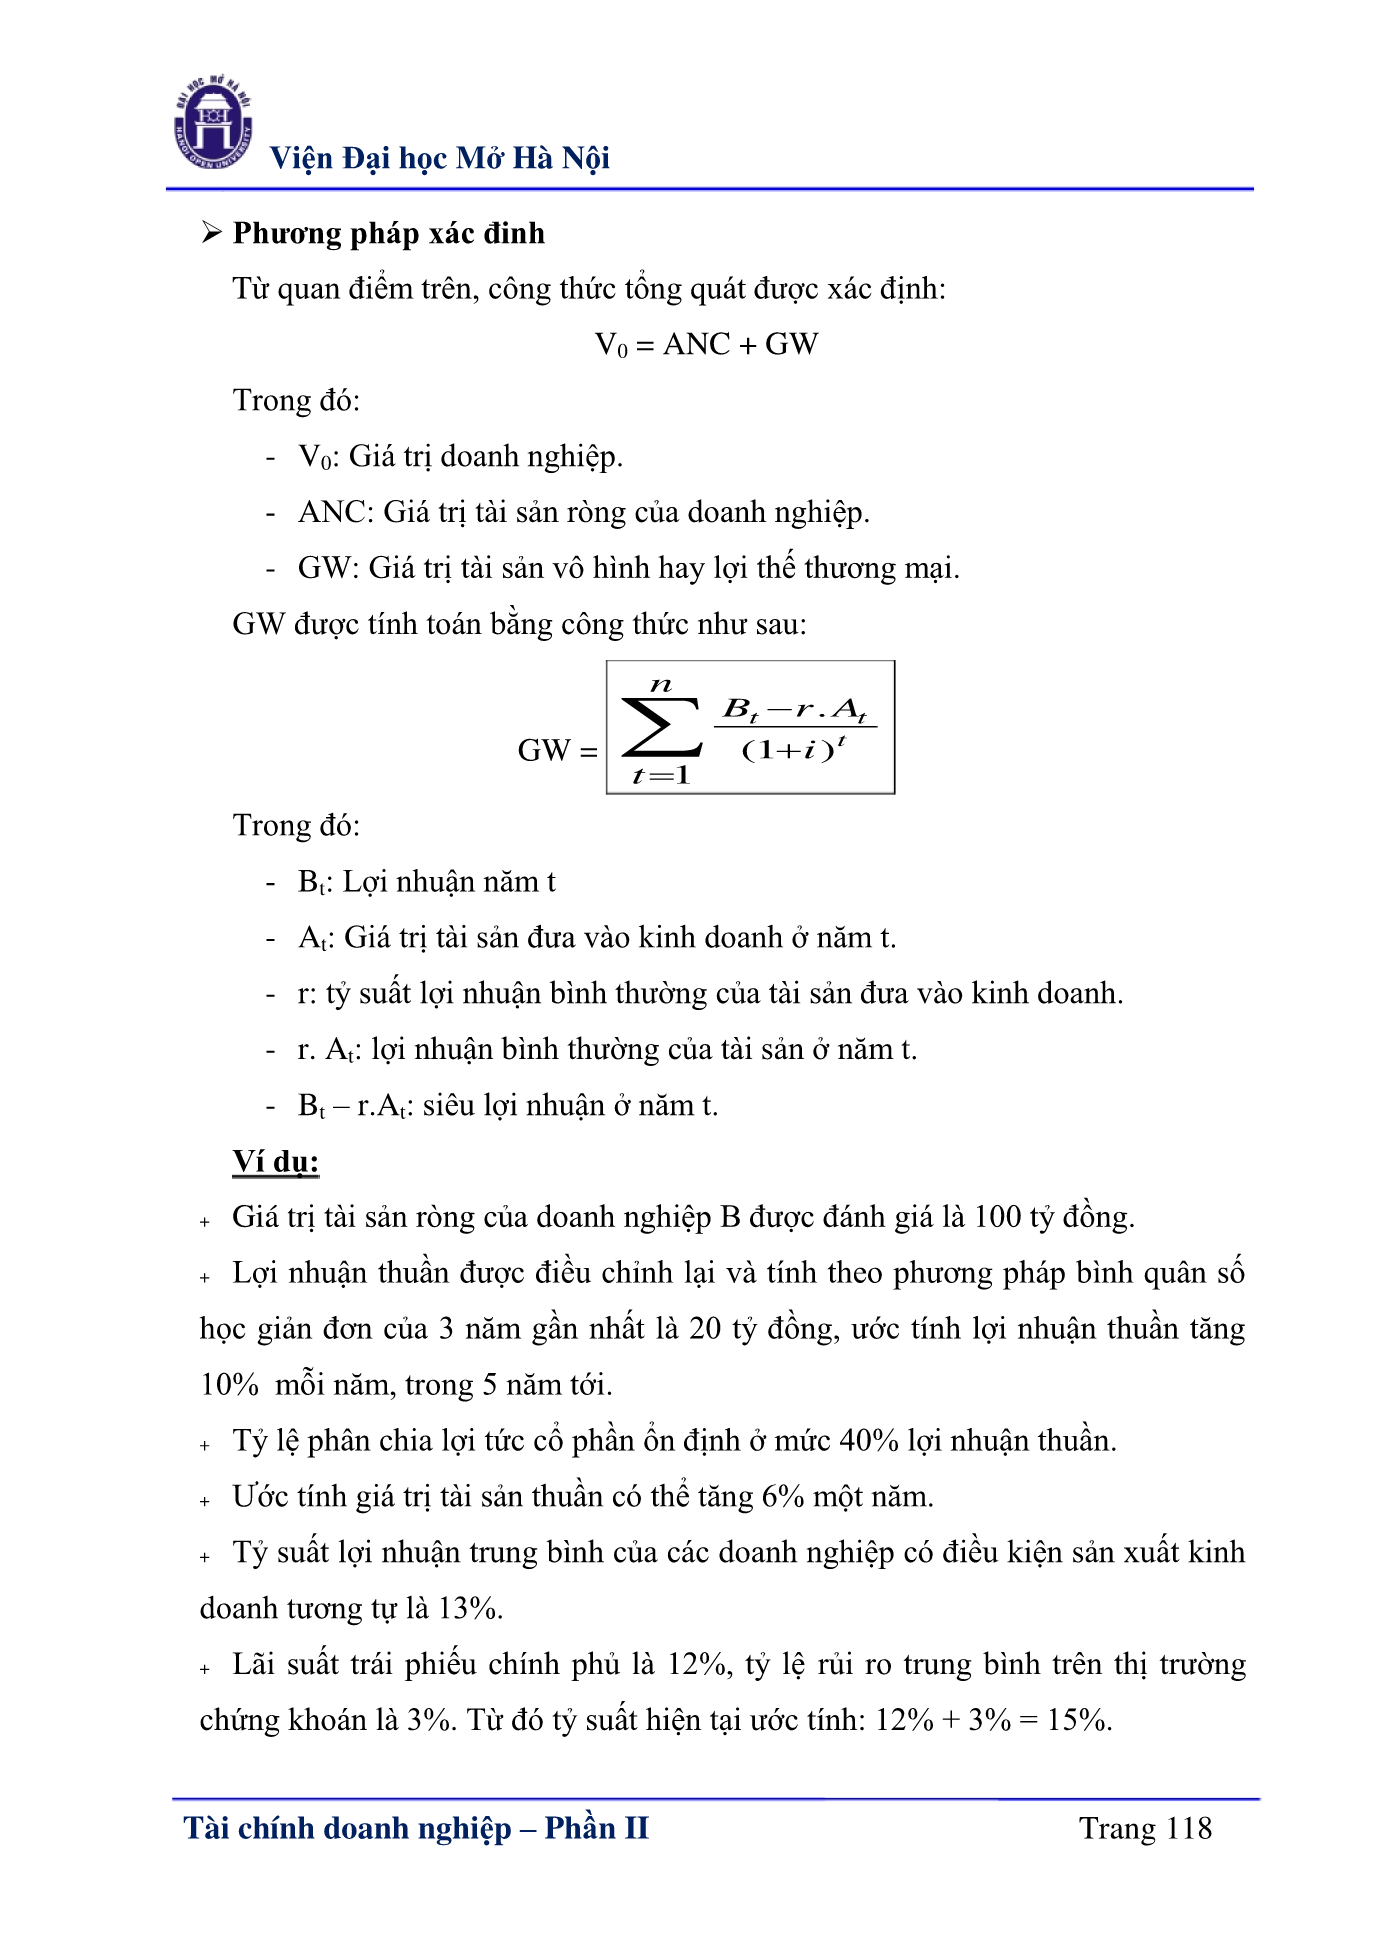 ĐẠI HỌC MỞ HÀ NỘI
HANOI OPEN UNIVERSITY
Viện Đại học Mở Hà Nội
➢ Phương pháp xác đinh
Từ quan điểm trên, công thức tổng quát được xác định:
V₀ = ANC + GW
Trong đó:
- V₀: Giá trị doanh nghiệp.
- ANC: Giá trị tài sản ròng của doanh nghiệp.
- GW: Giá trị tài sản vô hình hay lợi thế thương mại.
GW được tính toán bằng công thức như sau:
GW = \sum_{t=1}^{n} \frac{B_t - r.A_t}{(1+i)^t}
Trong đó:
- Bₜ: Lợi nhuận năm t
- Aₜ: Giá trị tài sản đưa vào kinh doanh ở năm t.
- r: tỷ suất lợi nhuận bình thường của tài sản đưa vào kinh doanh.
- r. Aₜ: lợi nhuận bình thường của tài sản ở năm t.
- Bₜ – r.Aₜ: siêu lợi nhuận ở năm t.
Ví dụ:
+ Giá trị tài sản ròng của doanh nghiệp B được đánh giá là 100 tỷ đồng.
+ Lợi nhuận thuần được điều chỉnh lại và tính theo phương pháp bình quân số
học giản đơn của 3 năm gần nhất là 20 tỷ đồng, ước tính lợi nhuận thuần tăng
10% mỗi năm, trong 5 năm tới.
+ Tỷ lệ phân chia lợi tức cổ phần ổn định ở mức 40% lợi nhuận thuần.
+ Ước tính giá trị tài sản thuần có thể tăng 6% một năm.
+ Tỷ suất lợi nhuận trung bình của các doanh nghiệp có điều kiện sản xuất kinh
doanh tương tự là 13%.
+ Lãi suất trái phiếu chính phủ là 12%, tỷ lệ rủi ro trung bình trên thị trường
chứng khoán là 3%. Từ đó tỷ suất hiện tại ước tính: 12% + 3% = 15%.
Tài chính doanh nghiệp – Phần II Trang 118